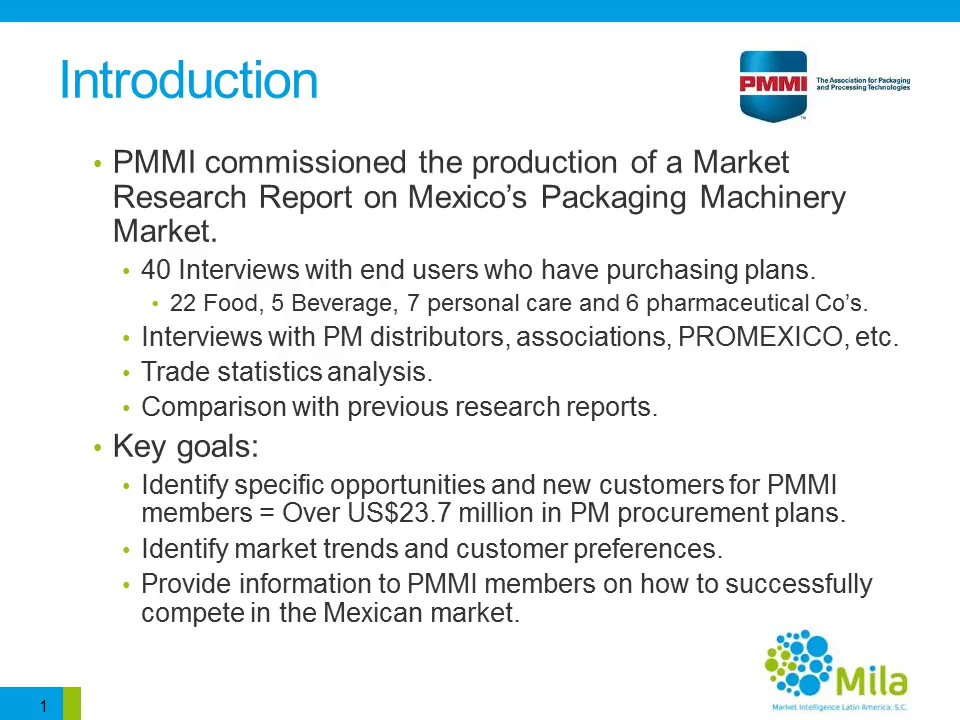 Introduction
PMMI
The Association for Packaging
and Processing Technologies
™
• PMMI commissioned the production of a Market
Research Report on Mexico’s Packaging Machinery
Market.
• 40 Interviews with end users who have purchasing plans.
• 22 Food, 5 Beverage, 7 personal care and 6 pharmaceutical Co’s.
• Interviews with PM distributors, associations, PROMEXICO, etc.
• Trade statistics analysis.
• Comparison with previous research reports.
• Key goals:
• Identify specific opportunities and new customers for PMMI
members = Over US$23.7 million in PM procurement plans.
• Identify market trends and customer preferences.
• Provide information to PMMI members on how to successfully
compete in the Mexican market.
Mila
Market Intelligence Latin America, S.C.
1